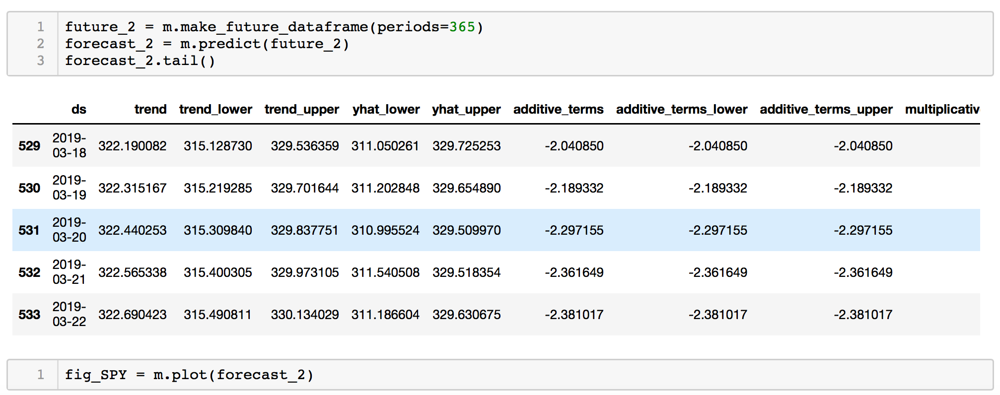 1 future_2 = m.make_future_dataframe(periods=365)
2 forecast_2 = m.predict(future_2)
3 forecast_2.tail()
ds trend trend_lower trend_upper yhat_lower yhat_upper additive_terms additive_terms_lower additive_terms_upper multiplicativ
529 2019-03-18 322.190082 315.128730 329.536359 311.050261 329.725253 -2.040850 -2.040850 -2.040850
530 2019-03-19 322.315167 315.219285 329.701644 311.202848 329.654890 -2.189332 -2.189332 -2.189332
531 2019-03-20 322.440253 315.309840 329.837751 310.995524 329.509970 -2.297155 -2.297155 -2.297155
532 2019-03-21 322.565338 315.400305 329.973105 311.540508 329.518354 -2.361649 -2.361649 -2.361649
533 2019-03-22 322.690423 315.490811 330.134029 311.186604 329.630675 -2.381017 -2.381017 -2.381017
1 fig_SPY = m.plot(forecast_2)